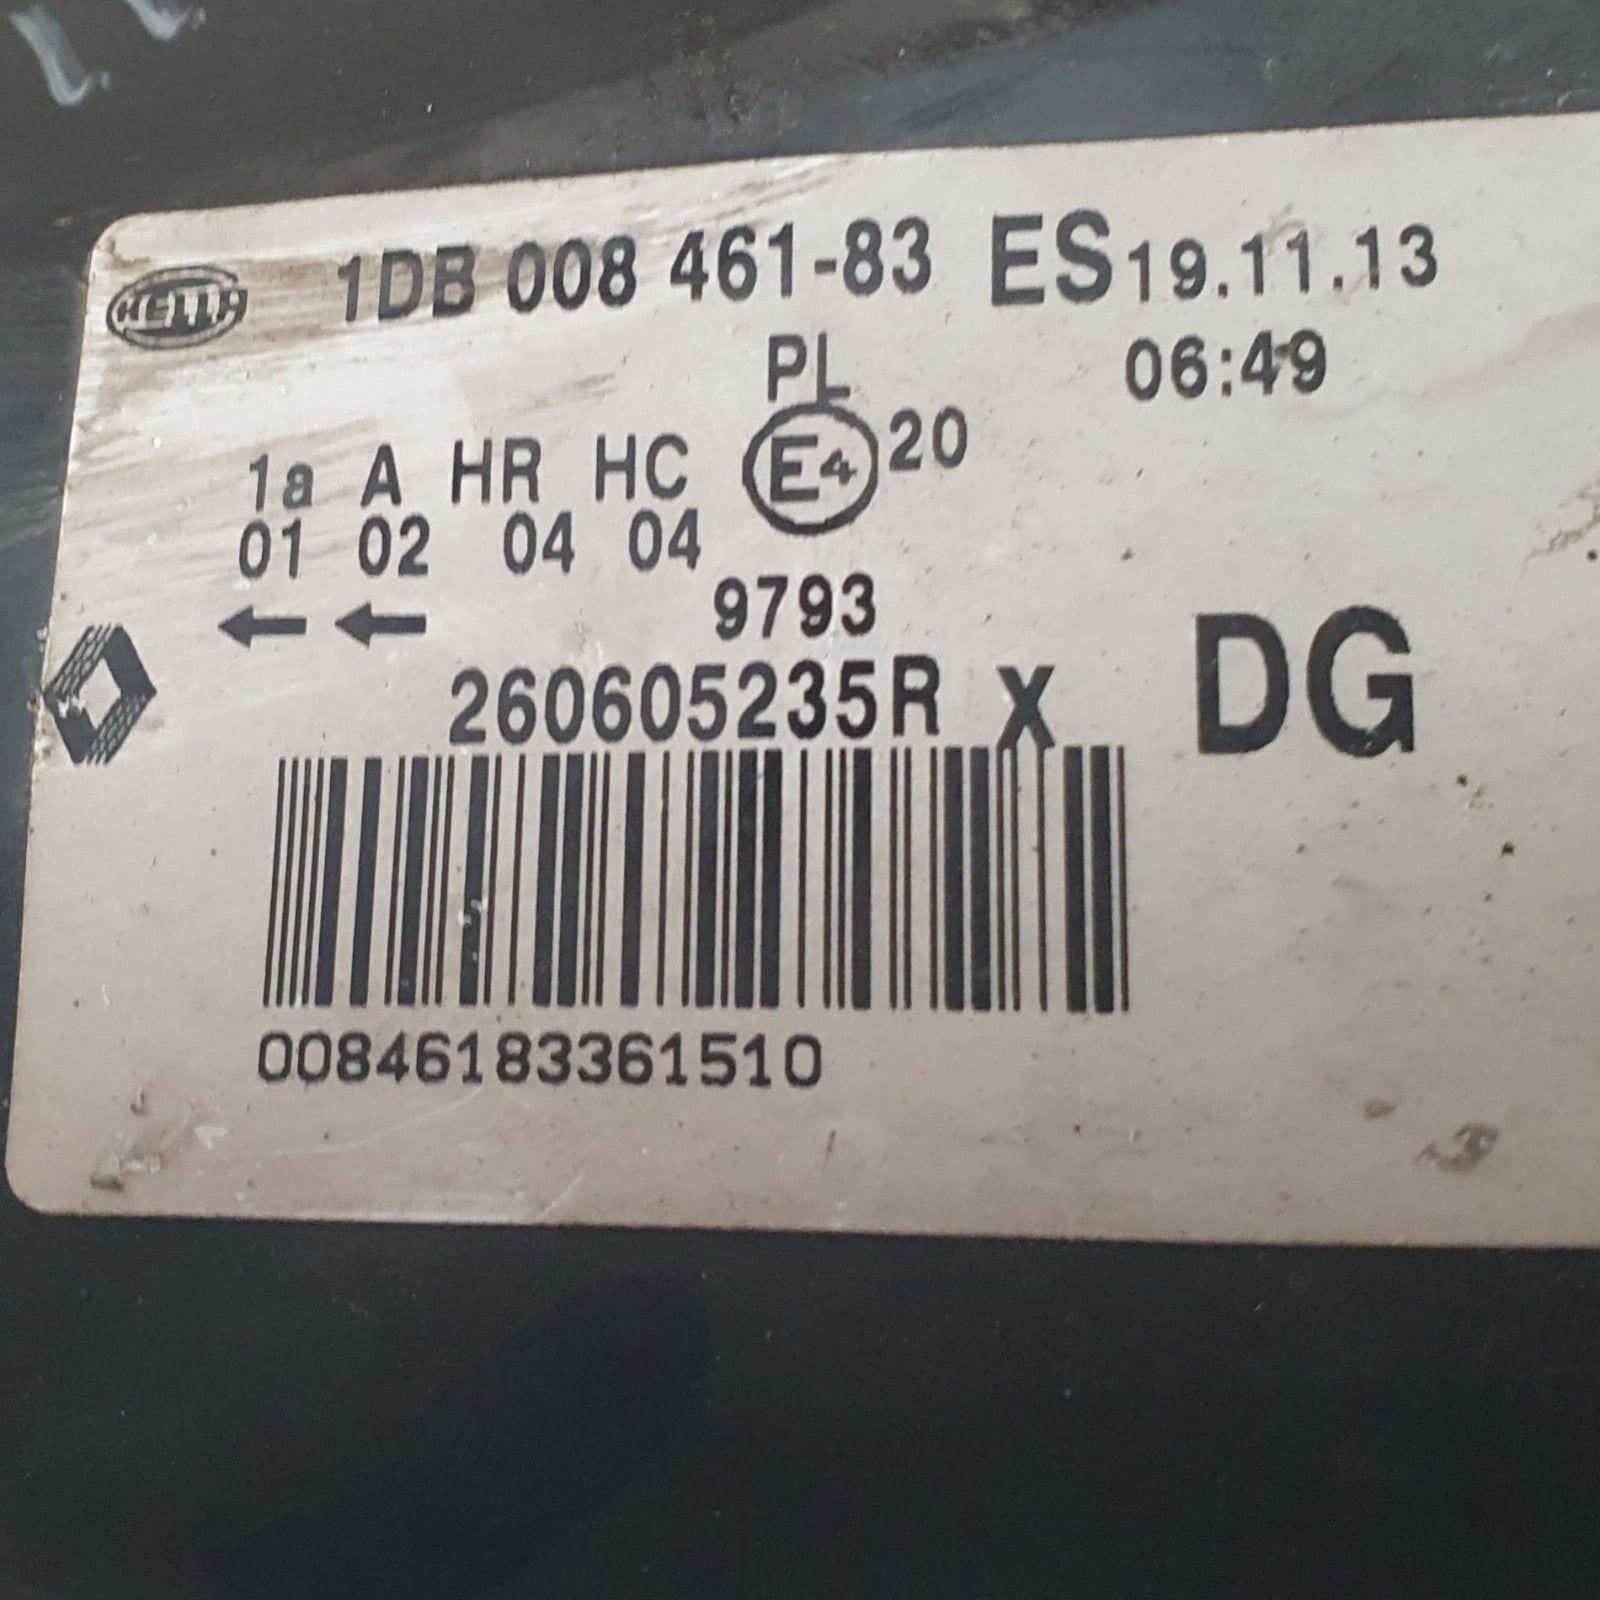 HELLA 1DB 008 461-83 ES 19.11.13
PL 06:49
1a A HR HC E4 20
01 02 04 04
9793
← ←
260605235R X DG
00846183361510